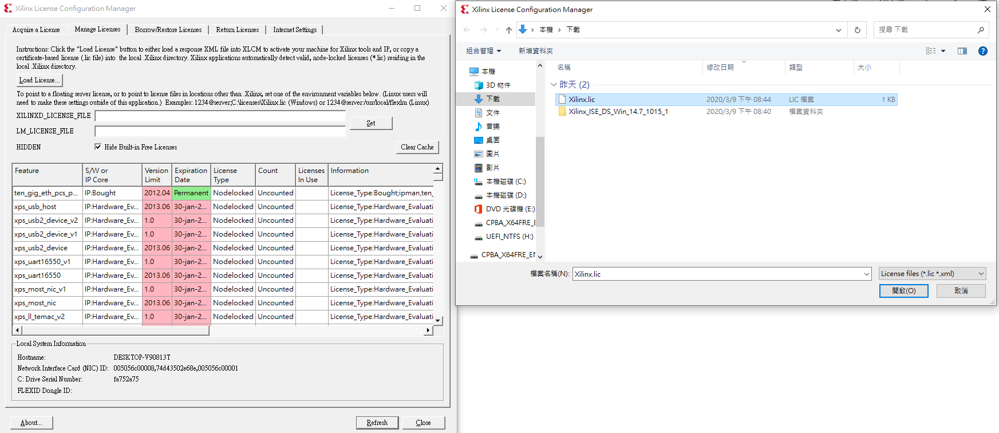 Xilinx License Configuration Manager
Acquire a License
Manage Licenses
Borrow/Restore Licenses
Return Licenses
Internet Settings
Instructions: Click the "Load License" button to either load a response XML file into XLCM to activate your machine for Xilinx tools and IP, or copy a
certificate-based license (.lic file) into the local .Xilinx directory. Xilinx applications automatically detect valid, node-locked licenses (*.lic) residing in the
local .Xilinx directory.
Load License...
To point to a floating server license, or to point to license files in locations other than .Xilinx, set one of the environment variables below. (Linux users will
need to make these settings outside of this application.) Examples: 1234@server;C:\licenses\Xilinx.lic (Windows) or 1234@server:/usr/local/flexlm (Linux)
XILINXD_LICENSE_FILE
Set
LM_LICENSE_FILE
HIDDEN
Hide Built-in Free Licenses
Clear Cache
Feature S/W or IP Core Version Limit Expiration Date License Type Count Licenses In Use Information
ten_gig_eth_pcs_p... IP:Bought 2012.04 Permanent Nodelocked Uncounted License_Type:Bought;ipman,ten_
xps_usb_host IP:Hardware_Ev... 2013.06 30-jan-2... Nodelocked Uncounted License_Type:Hardware_Evaluati
xps_usb2_device_v2 IP:Hardware_Ev... 1.0 30-jan-2... Nodelocked Uncounted License_Type:Hardware_Evaluati
xps_usb2_device_v1 IP:Hardware_Ev... 1.0 30-jan-2... Nodelocked Uncounted License_Type:Hardware_Evaluati
xps_usb2_device IP:Hardware_Ev... 2013.06 30-jan-2... Nodelocked Uncounted License_Type:Hardware_Evaluati
xps_uart16550_v1 IP:Hardware_Ev... 1.0 30-jan-2... Nodelocked Uncounted License_Type:Hardware_Evaluati
xps_uart16550 IP:Hardware_Ev... 2013.06 30-jan-2... Nodelocked Uncounted License_Type:Hardware_Evaluati
xps_most_nic_v1 IP:Hardware_Ev... 1.0 30-jan-2... Nodelocked Uncounted License_Type:Hardware_Evaluati
xps_most_nic IP:Hardware_Ev... 2013.06 30-jan-2... Nodelocked Uncounted License_Type:Hardware_Evaluati
xps_ll_temac_v2 IP:Hardware_Ev... 1.0 30-jan-2... Nodelocked Uncounted License_Type:Hardware_Evaluati
Local System Information
Hostname: DESKTOP-V90813T
Network Interface Card (NIC) ID: 005056c00008,74d43502e68e,005056c00001
C: Drive Serial Number: fa752a75
FLEXID Dongle ID:
About...
Refresh
Close
Xilinx License Configuration Manager
本機 › 下載
搜尋 下載
組合管理
新增資料夾
本機
3D 物件
下載
文件
音樂
桌面
圖片
影片
本機磁碟 (C:)
本機磁碟 (D:)
DVD 光碟機 (E:)
CPBA_X64FRE_E
UEFI_NTFS (H:)
CPBA_X64FRE_EN
名稱 修改日期 類型 大小
昨天 (2)
Xilinx.lic 2020/3/9 下午 08:44 LIC 檔案 1 KB
Xilinx_ISE_DS_Win_14.7_1015_1 2020/3/9 下午 08:40 檔案資料夾
檔案名稱(N): Xilinx.lic
License files (*.lic *.xml)
開啟(O)
取消